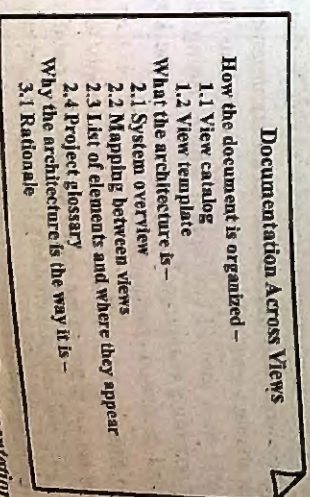 Documentation Across Views
How the document is organized –
1.1 View catalog
1.2 View template
What the architecture is –
2.1 System overview
2.2 Mapping between views
2.3 List of elements and where they appear
2.4 Project glossary
Why the architecture is the way it is –
3.1 Rationale